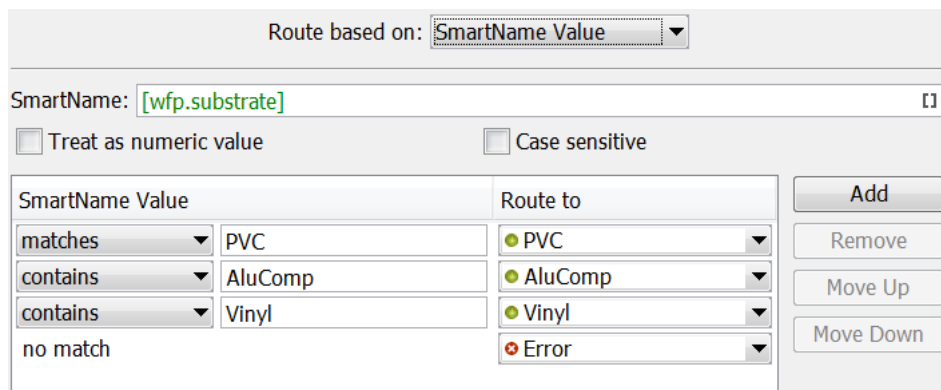 Route based on: SmartName Value
SmartName: [wfp.substrate] []
Treat as numeric value Case sensitive
SmartName Value Route to Add
matches PVC PVC Remove
contains AluComp AluComp Move Up
contains Vinyl Vinyl Move Down
no match Error